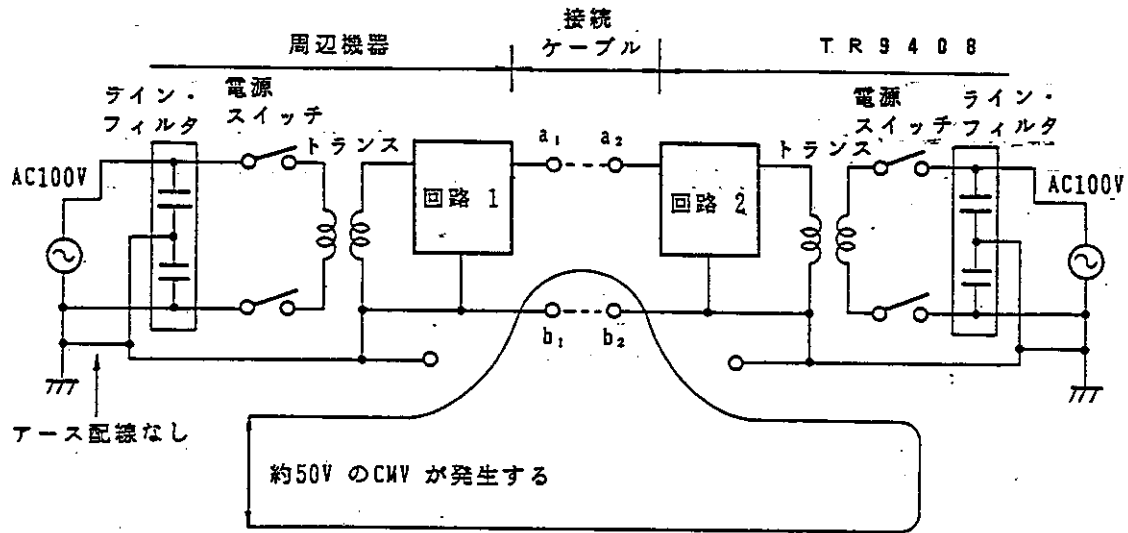 接続
ケーブル
周辺機器
TR9408
ライン・
フィルタ
電源
スイッチ
トランス
a₁
a₂
トランス
電源
スイッチ
ライン・
フィルタ
AC100V
回路 1
回路 2
AC100V
b₁
b₂
アース配線なし
約50V のCMV が発生する